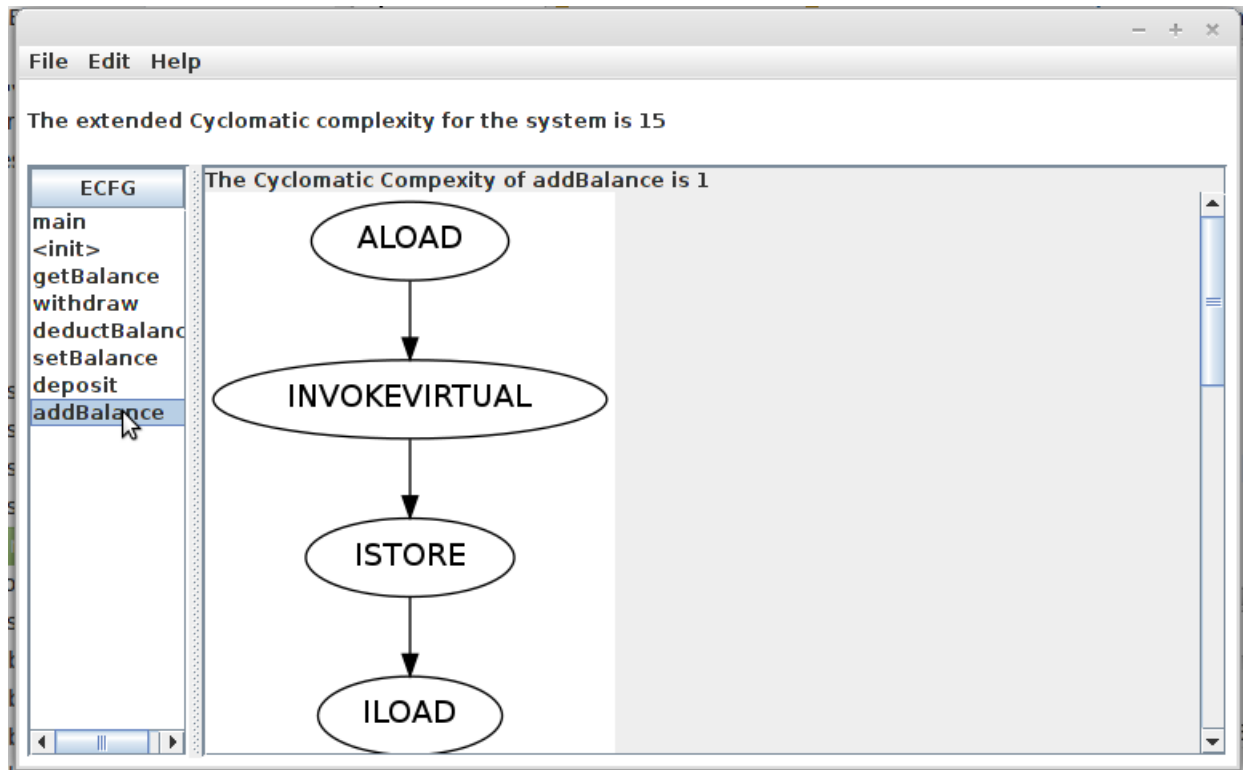 File Edit Help
The extended Cyclomatic complexity for the system is 15
ECFG
main
<init>
getBalance
withdraw
deductBalanc
setBalance
deposit
addBalance
The Cyclomatic Compexity of addBalance is 1
ALOAD
INVOKEVIRTUAL
ISTORE
ILOAD